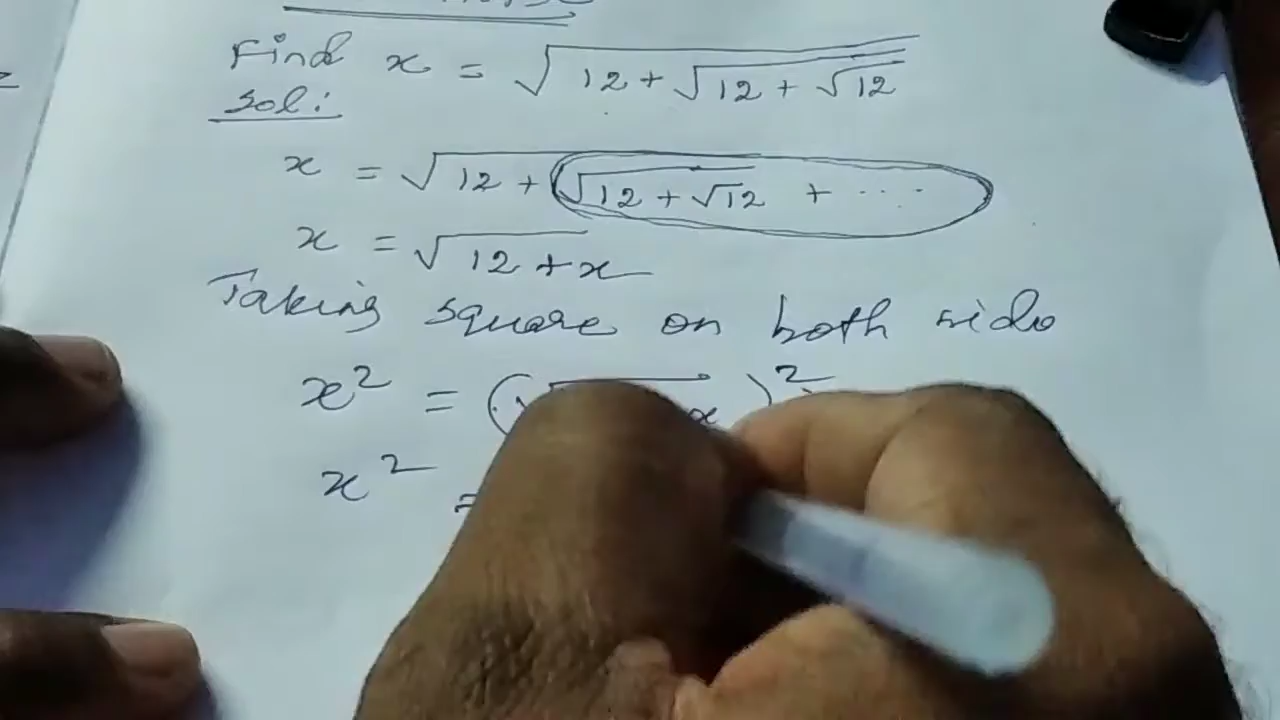 Find x = √12 + √12 + √12
Sol:
x = √12 + √12 + √12 + ....
x = √12 + x
Taking square on both side
x² = (√ x )²
x² =